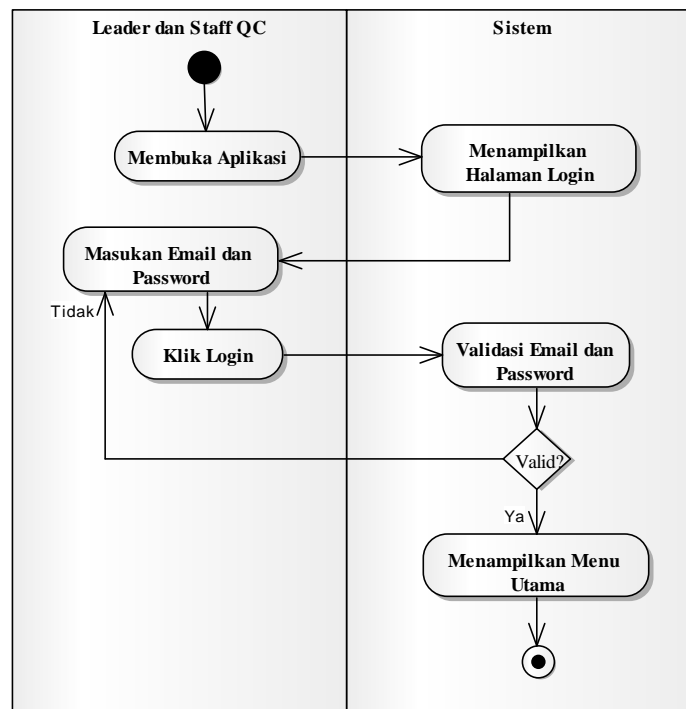 Leader dan Staff QC
Sistem
Membuka Aplikasi
Menampilkan
Halaman Login
Masukan Email dan
Password
Tidak
Klik Login
Validasi Email dan
Password
Valid?
Ya
Menampilkan Menu
Utama